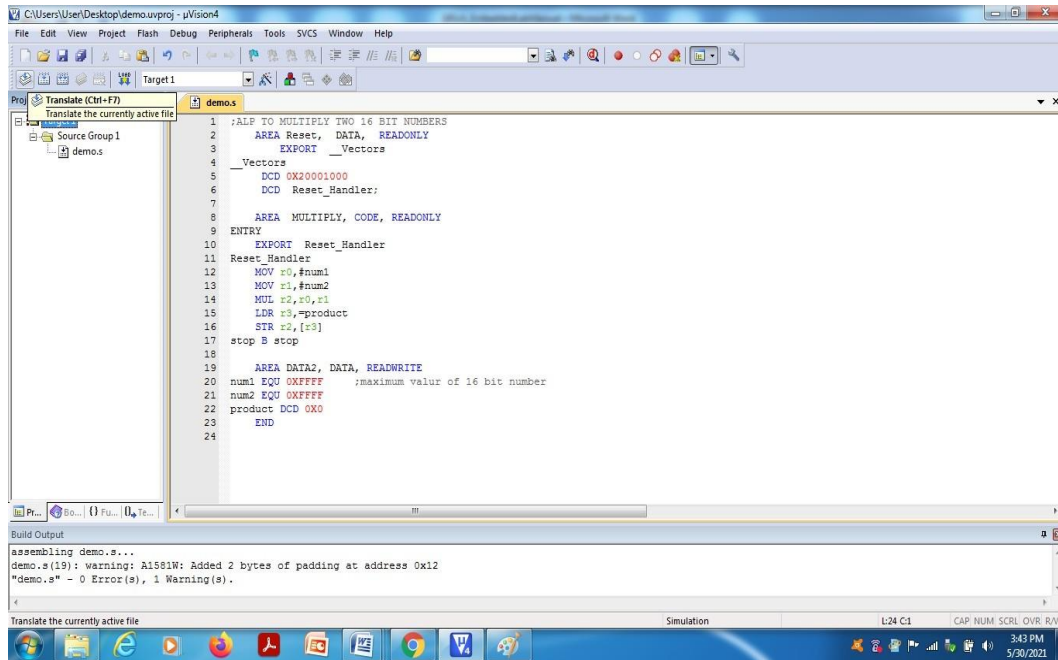 C:\Users\User\Desktop\demo.uvproj - µVision4
File Edit View Project Flash Debug Peripherals Tools SVCS Window Help
LOAD Target 1
Translate (Ctrl+F7)
Translate the currently active file
Source Group 1
demo.s
demo.s
1 ;ALP TO MULTIPLY TWO 16 BIT NUMBERS
2 AREA Reset, DATA, READONLY
3 EXPORT __Vectors
4 __Vectors
5 DCD 0X20001000
6 DCD Reset_Handler;
7
8 AREA MULTIPLY, CODE, READONLY
9 ENTRY
10 EXPORT Reset_Handler
11 Reset_Handler
12 MOV r0,#num1
13 MOV r1,#num2
14 MUL r2,r0,r1
15 LDR r3,=product
16 STR r2,[r3]
17 stop B stop
18
19 AREA DATA2, DATA, READWRITE
20 num1 EQU 0XFFFF ;maximum valur of 16 bit number
21 num2 EQU 0XFFFF
22 product DCD 0X0
23 END
24
Pr... Bo... {} Fu... Te...
Build Output
assembling demo.s...
demo.s(19): warning: A1581W: Added 2 bytes of padding at address 0x12
"demo.s" - 0 Error(s), 1 Warning(s).
Translate the currently active file Simulation L:24 C:1 CAP NUM SCRL OVR R/W
3:43 PM
5/30/2021